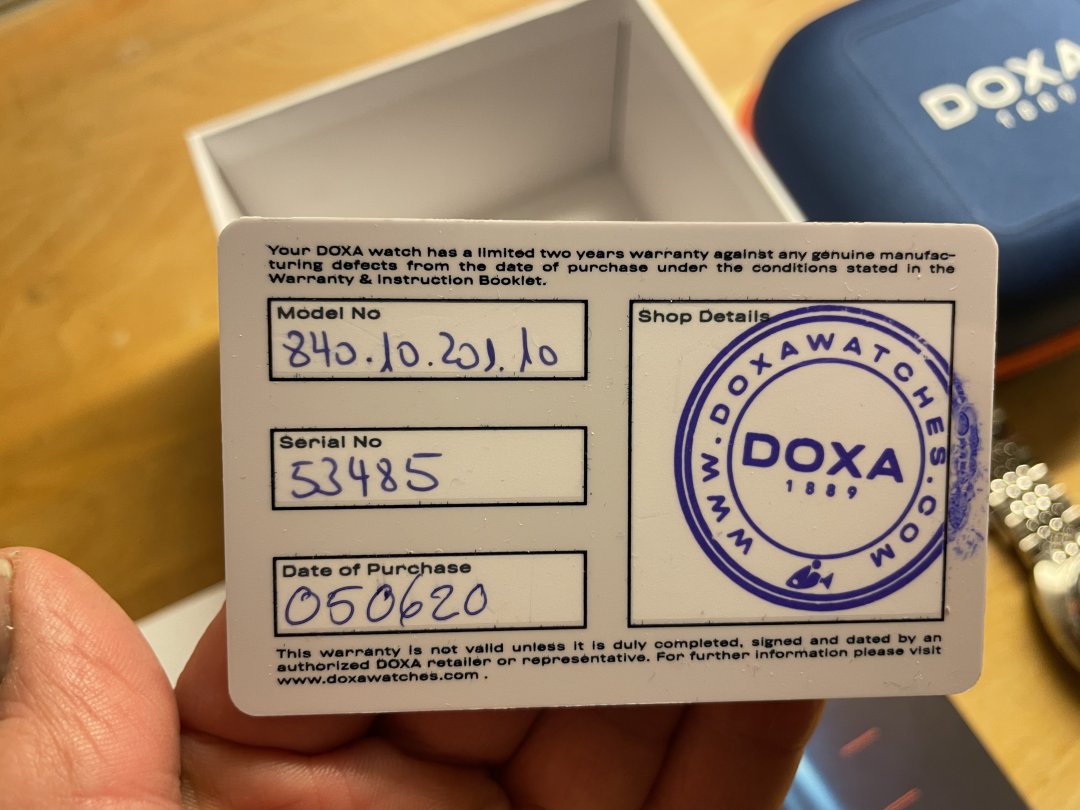 DOXA
1889
Your DOXA watch has a limited two years warranty against any genuine manufac-
turing defects from the date of purchase under the conditions stated in the
Warranty & Instruction Booklet.
Model No
840.10.201.10
Serial No
53485
Date of Purchase
050620
Shop Details
WWW.DOXAWATCHES.COM
DOXA
1889
This warranty is not valid unless it is duly completed, signed and dated by an
authorized DOXA retailer or representative. For further information please visit
www.doxawatches.com .